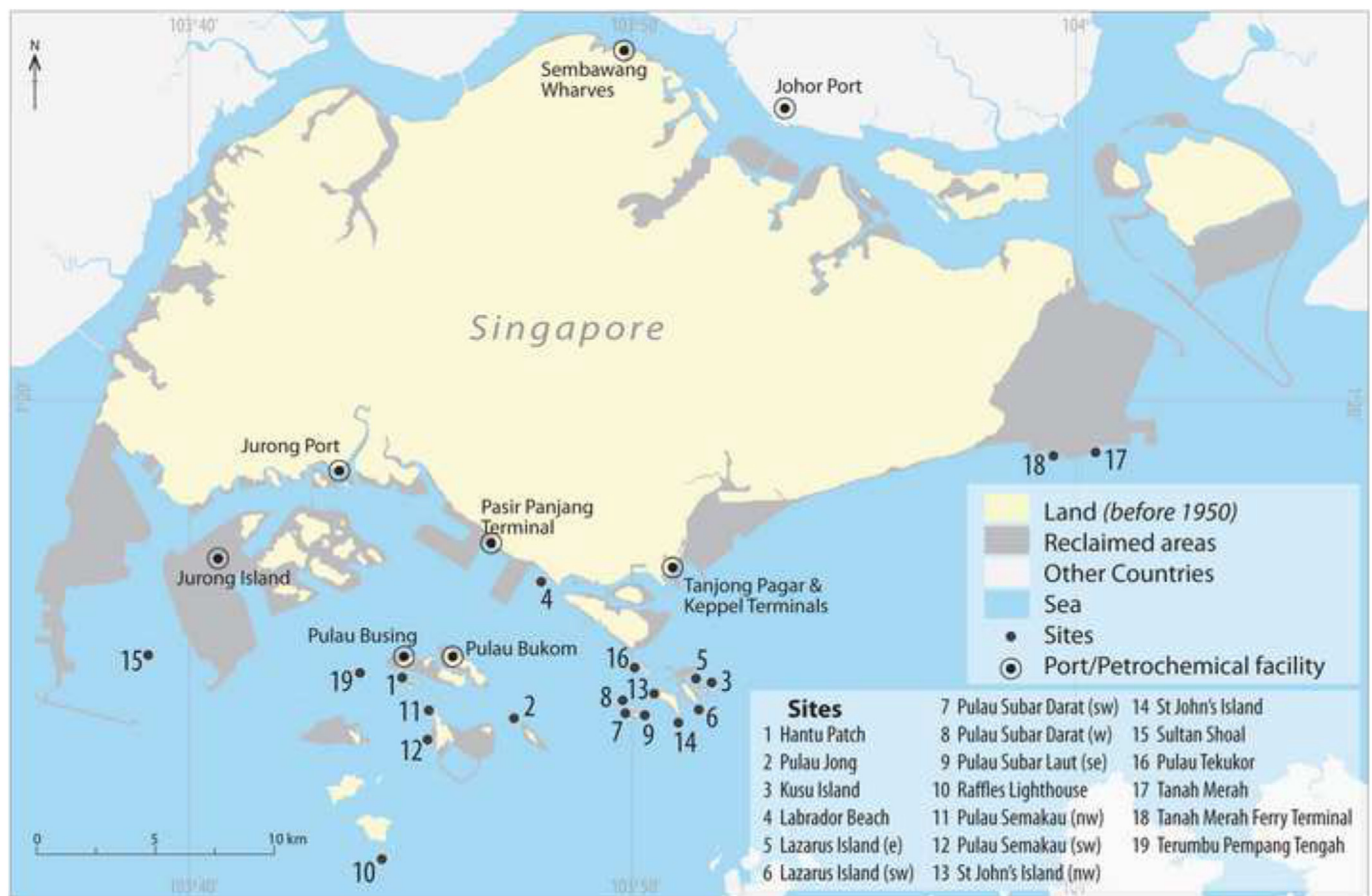 103°40'
103°50'
104°
N
Sembawang
Wharves
Johor Port
Singapore
Jurong Port
Pasir Panjang
Terminal
Jurong Island
Tanjong Pagar &
Keppel Terminals
Pulau Busing
Pulau Bukom
18
17
4
15
19
1
16
5
3
13
8
7
9
14
6
11
2
12
10
Land (before 1950)
Reclaimed areas
Other Countries
Sea
Sites
Port/Petrochemical facility
Sites
1 Hantu Patch
2 Pulau Jong
3 Kusu Island
4 Labrador Beach
5 Lazarus Island (e)
6 Lazarus Island (sw)
7 Pulau Subar Darat (sw)
8 Pulau Subar Darat (w)
9 Pulau Subar Laut (se)
10 Raffles Lighthouse
11 Pulau Semakau (nw)
12 Pulau Semakau (sw)
13 St John's Island (nw)
14 St John's Island
15 Sultan Shoal
16 Pulau Tekukor
17 Tanah Merah
18 Tanah Merah Ferry Terminal
19 Terumbu Pempang Tengah
0 5 10 km
103°40'
103°50'